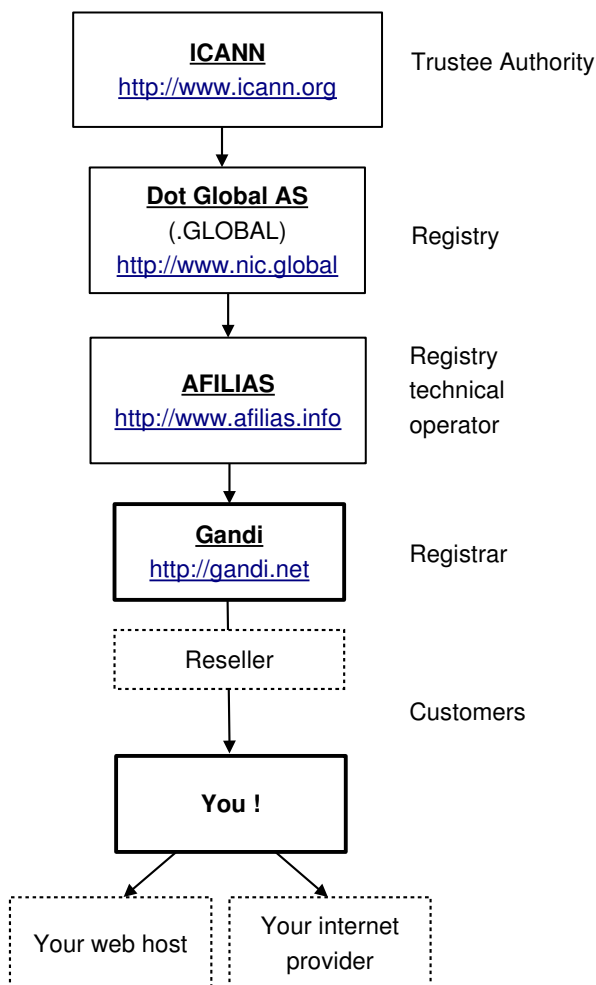 ICANN
http://www.icann.org
Trustee Authority
Dot Global AS
(.GLOBAL)
http://www.nic.global
Registry
AFILIAS
http://www.afilias.info
Registry
technical
operator
Gandi
http://gandi.net
Registrar
Reseller
Customers
You !
Your web host
Your internet
provider